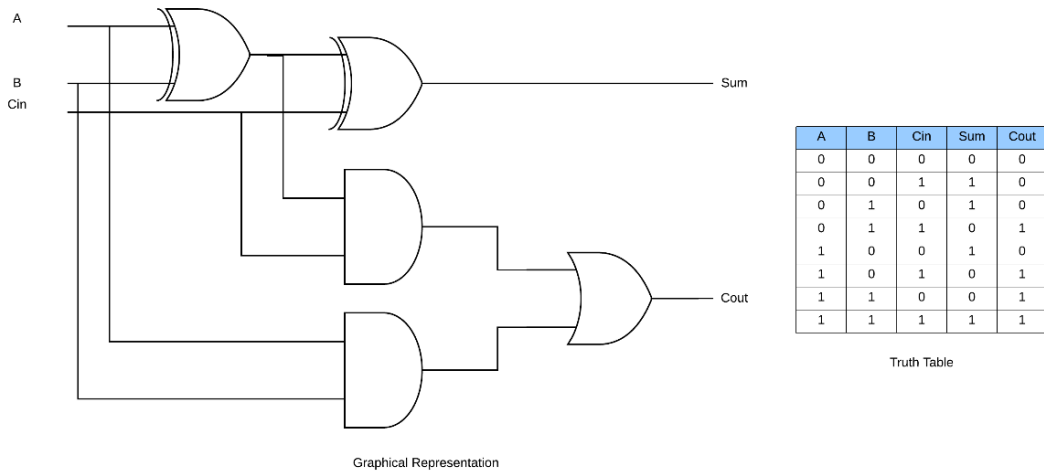 A
B
Cin
Sum
Cout
Graphical Representation
A B Cin Sum Cout
0 0 0 0 0
0 0 1 1 0
0 1 0 1 0
0 1 1 0 1
1 0 0 1 0
1 0 1 0 1
1 1 0 0 1
1 1 1 1 1
Truth Table